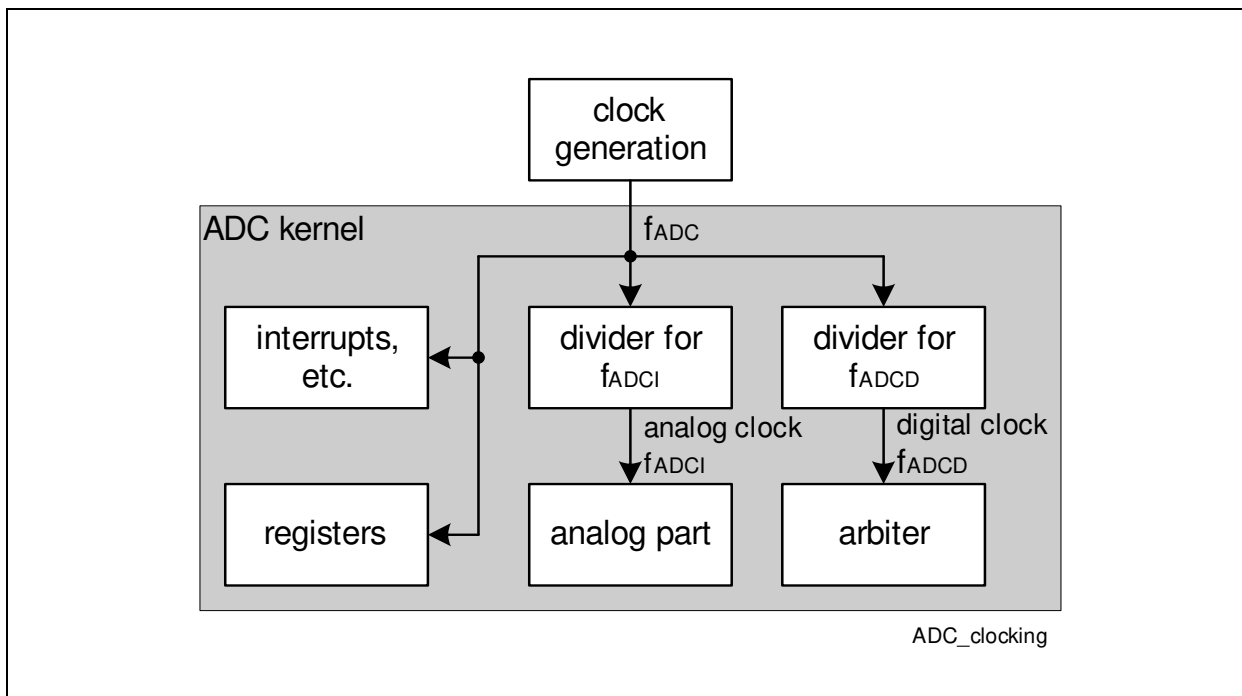 clock
generation
ADC kernel
fADC
interrupts,
etc.
divider for
fADCI
divider for
fADCD
analog clock
fADCI
digital clock
fADCD
registers
analog part
arbiter
ADC_clocking